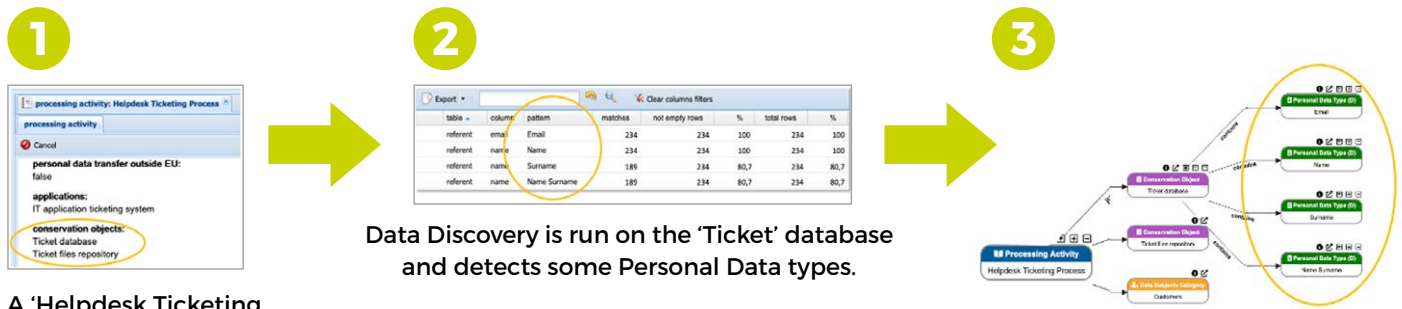 1
2
3
processing activity: Helpdesk Ticketing Process
processing activity
Cancel
personal data transfer outside EU:
false
applications:
IT application ticketing system
conservation objects:
Ticket database
Ticket files repository
A ‘Helpdesk Ticketing
Export
Clear columns filters
table column pattern matches not empty rows % total rows %
referent email Email 234 234 100 234 100
referent name Name 234 234 100 234 100
referent name Surname 189 234 80,7 234 80,7
referent name Name Surname 189 234 80,7 234 80,7
Data Discovery is run on the ‘Ticket’ database
and detects some Personal Data types.
Personal Data Type (D)
Email
contains
Personal Data Type (D)
Name
contains
Conservation Object
Ticket database
Personal Data Type (D)
Surname
contains
Conservation Object
Ticket files repository
contains
Personal Data Type (D)
Name Surname
Processing Activity
Helpdesk Ticketing Process
Data Subjects Category
Customers